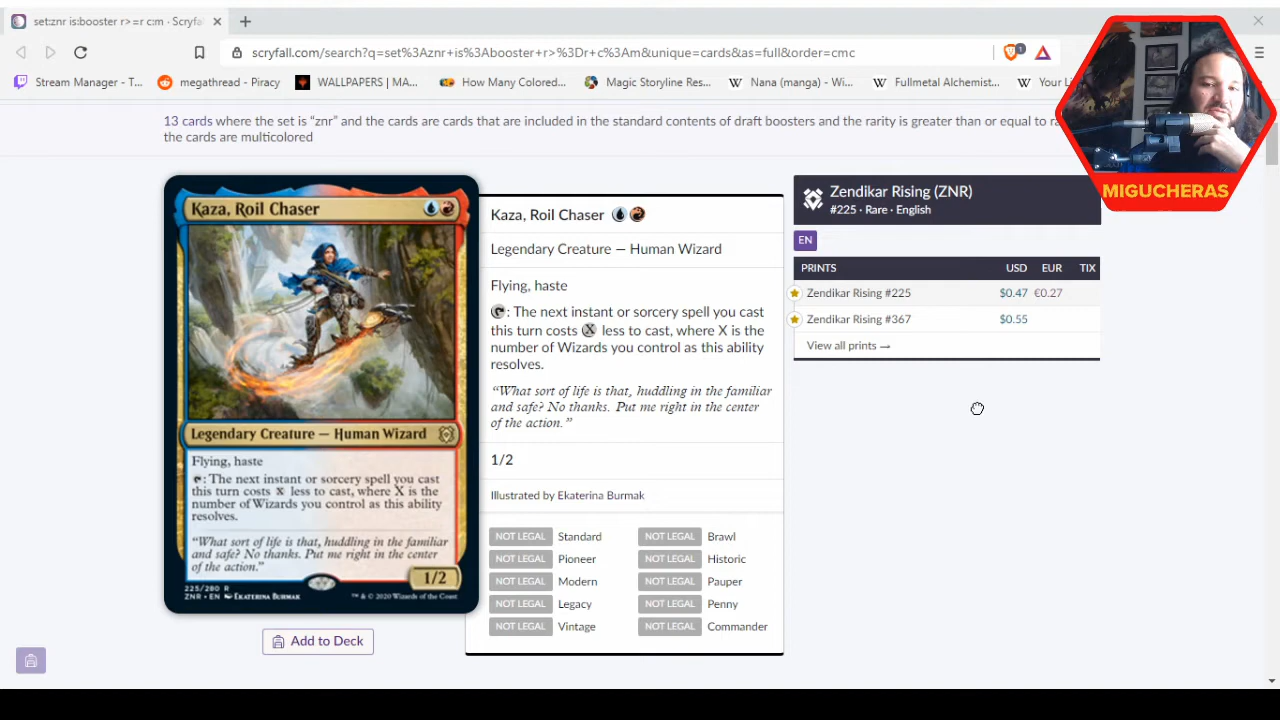 set:znr is:booster r>=r c:m · Scryfa
scryfall.com/search?q=set%3Aznr+is%3Abooster+r>%3Dr+c%3Am&unique=cards&as=full&order=cmc
1
Stream Manager - T...
megathread - Piracy
WALLPAPERS | MA...
How Many Colored...
Magic Storyline Res...
Nana (manga) - Wi...
Fullmetal Alchemist...
Your Li
13 cards where the set is “znr” and the cards are cards that are included in the standard contents of draft boosters and the rarity is greater than or equal to ra
the cards are multicolored
MIGUCHERAS
Kaza, Roil Chaser
Legendary Creature — Human Wizard
Flying, haste
: The next instant or sorcery spell you cast
this turn costs X less to cast, where X is the
number of Wizards you control as this ability
resolves.
“What sort of life is that, huddling in the familiar
and safe? No thanks. Put me right in the center
of the action.”
1/2
225/280 R
ZNR • EN EKATERINA BURMAK
™ & © 2020 Wizards of the Coast
Add to Deck
Kaza, Roil Chaser
Legendary Creature — Human Wizard
Flying, haste
: The next instant or sorcery spell you cast
this turn costs X less to cast, where X is the
number of Wizards you control as this ability
resolves.
“What sort of life is that, huddling in the familiar
and safe? No thanks. Put me right in the center
of the action.”
1/2
Illustrated by Ekaterina Burmak
NOT LEGAL Standard NOT LEGAL Brawl
NOT LEGAL Pioneer NOT LEGAL Historic
NOT LEGAL Modern NOT LEGAL Pauper
NOT LEGAL Legacy NOT LEGAL Penny
NOT LEGAL Vintage NOT LEGAL Commander
Zendikar Rising (ZNR)
#225 · Rare · English
EN
PRINTS USD EUR TIX
Zendikar Rising #225 $0.47 €0.27
Zendikar Rising #367 $0.55
View all prints →